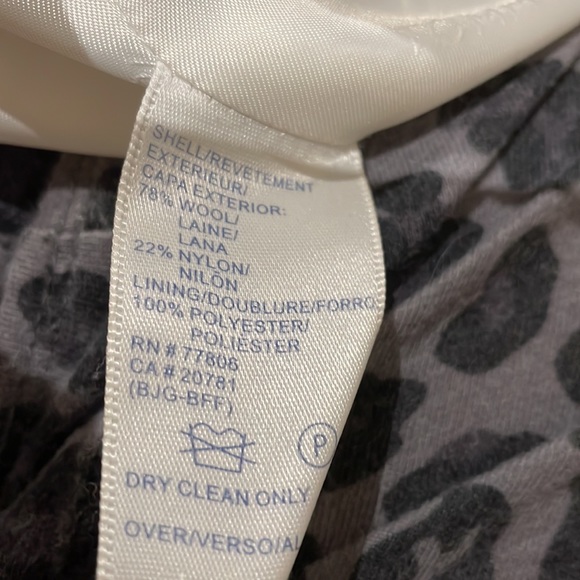 SHELL/REVETEMENT
EXTERIEUR/
CAPA EXTERIOR:
78% WOOL/
LAINE/
LANA
22% NYLON/
NILÓN
LINING/DOUBLURE/FORRO:
100% POLYESTER/
POLIESTER
RN # 77806
CA # 20781
(BJG-BFF)
P
DRY CLEAN ONLY
OVER/VERSO/AL